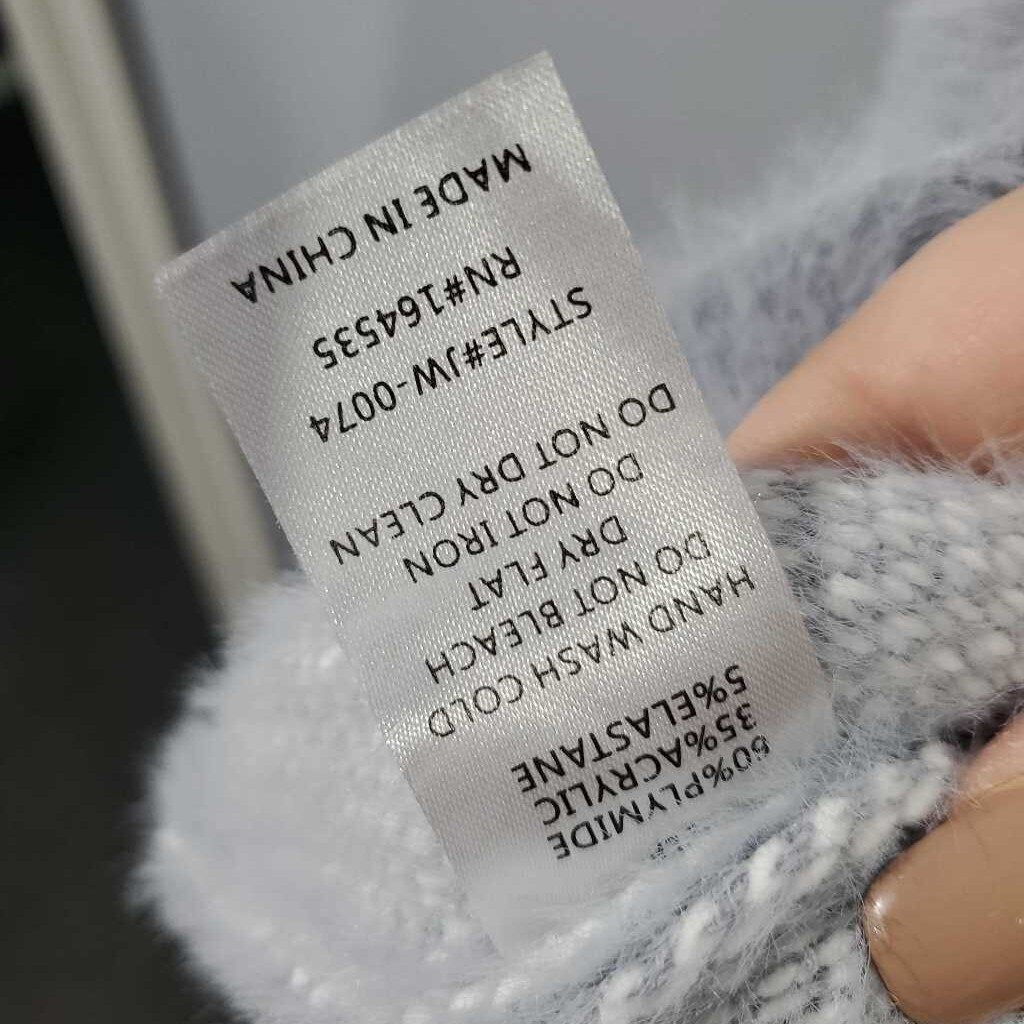 60%PLYMIDE
35%ACRYLIC
5%ELASTANE
HAND WASH COLD
DO NOT BLEACH
DRY FLAT
DO NOT IRON
DO NOT DRY CLEAN
STYLE#JW-0074
RN#164535
MADE IN CHINA